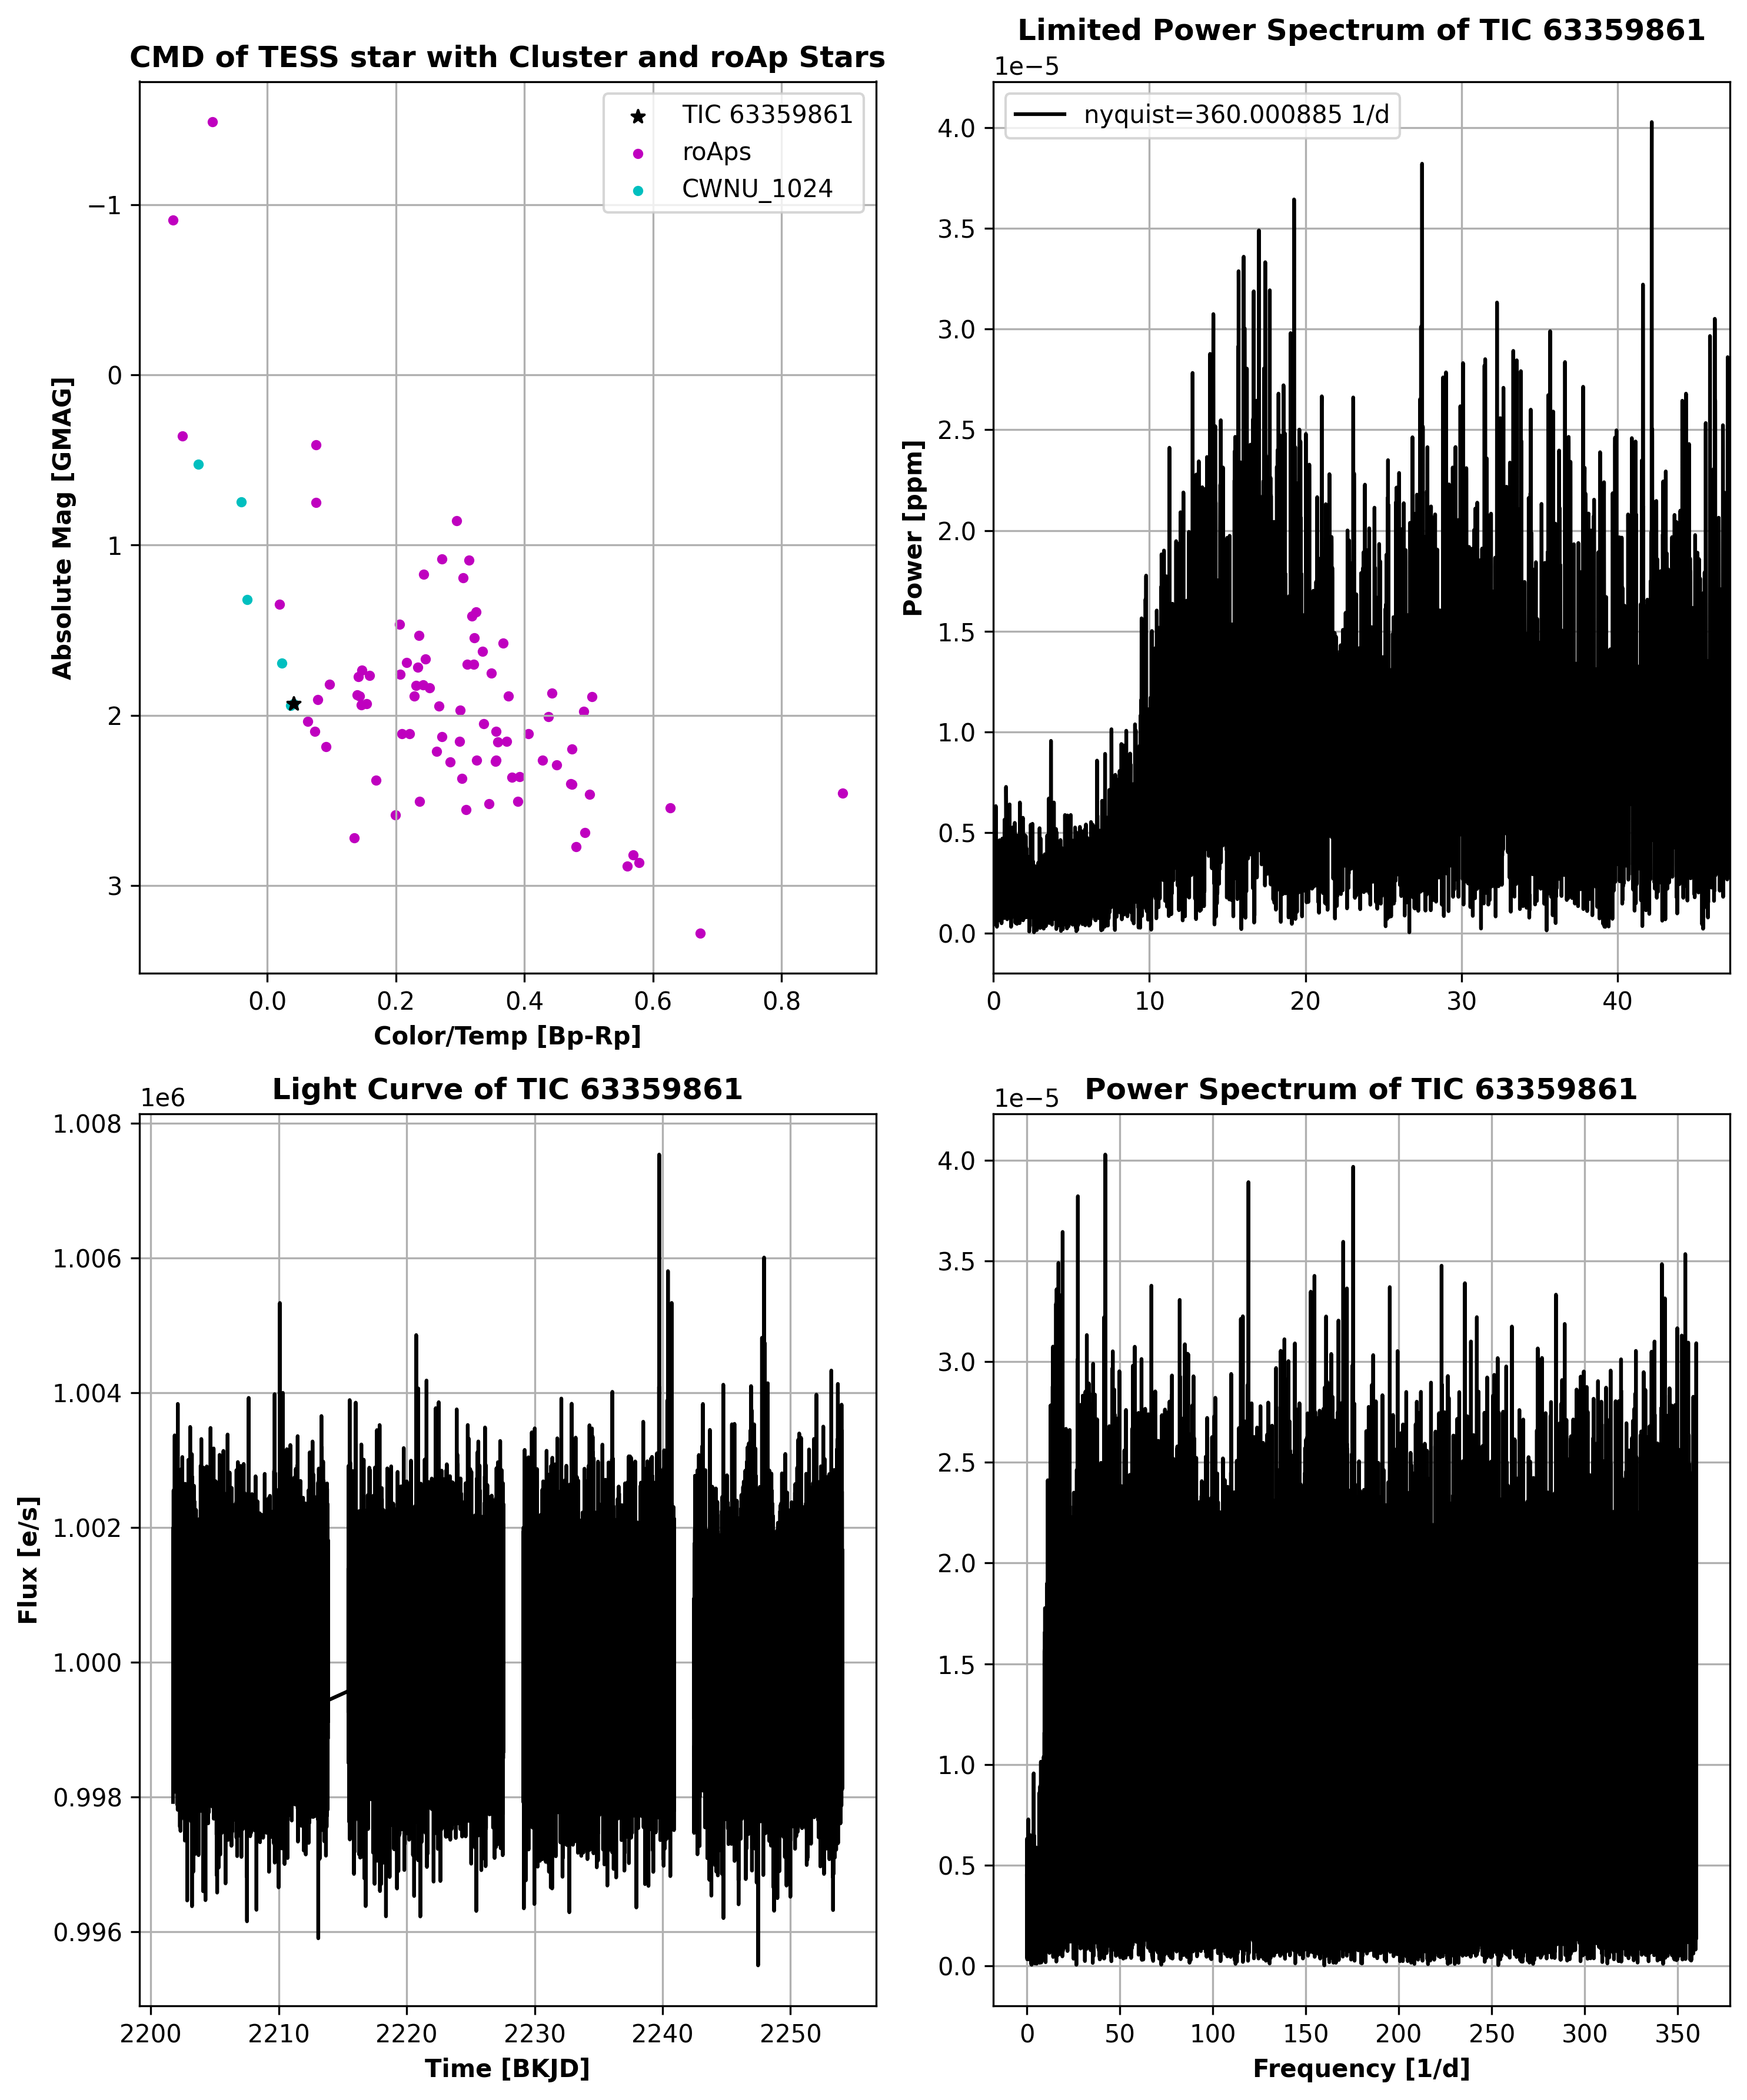 CMD of TESS star with Cluster and roAp Stars
TIC 63359861
roAps
CWNU_1024
Absolute Mag [GMAG]
−1
0
1
2
3
0.0 0.2 0.4 0.6 0.8
Color/Temp [Bp-Rp]
Limited Power Spectrum of TIC 63359861
1e−5
nyquist=360.000885 1/d
Power [ppm]
4.0
3.5
3.0
2.5
2.0
1.5
1.0
0.5
0.0
0 10 20 30 40
Light Curve of TIC 63359861
1e6
Flux [e/s]
1.008
1.006
1.004
1.002
1.000
0.998
0.996
2200 2210 2220 2230 2240 2250
Time [BKJD]
Power Spectrum of TIC 63359861
1e−5
4.0
3.5
3.0
2.5
2.0
1.5
1.0
0.5
0.0
0 50 100 150 200 250 300 350
Frequency [1/d]